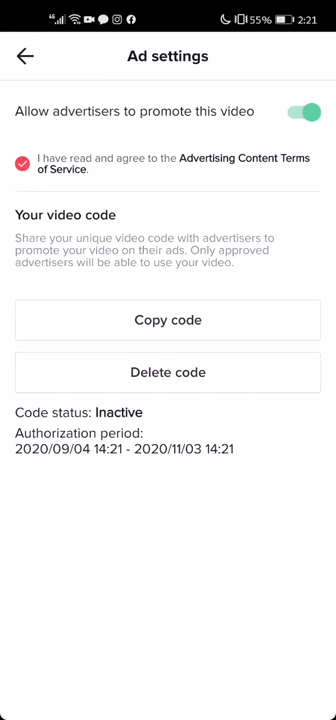 4G 55% 2:21
Ad settings
Allow advertisers to promote this video
I have read and agree to the Advertising Content Terms
of Service.
Your video code
Share your unique video code with advertisers to
promote your video on their ads. Only approved
advertisers will be able to use your video.
Copy code
Delete code
Code status: Inactive
Authorization period:
2020/09/04 14:21 - 2020/11/03 14:21